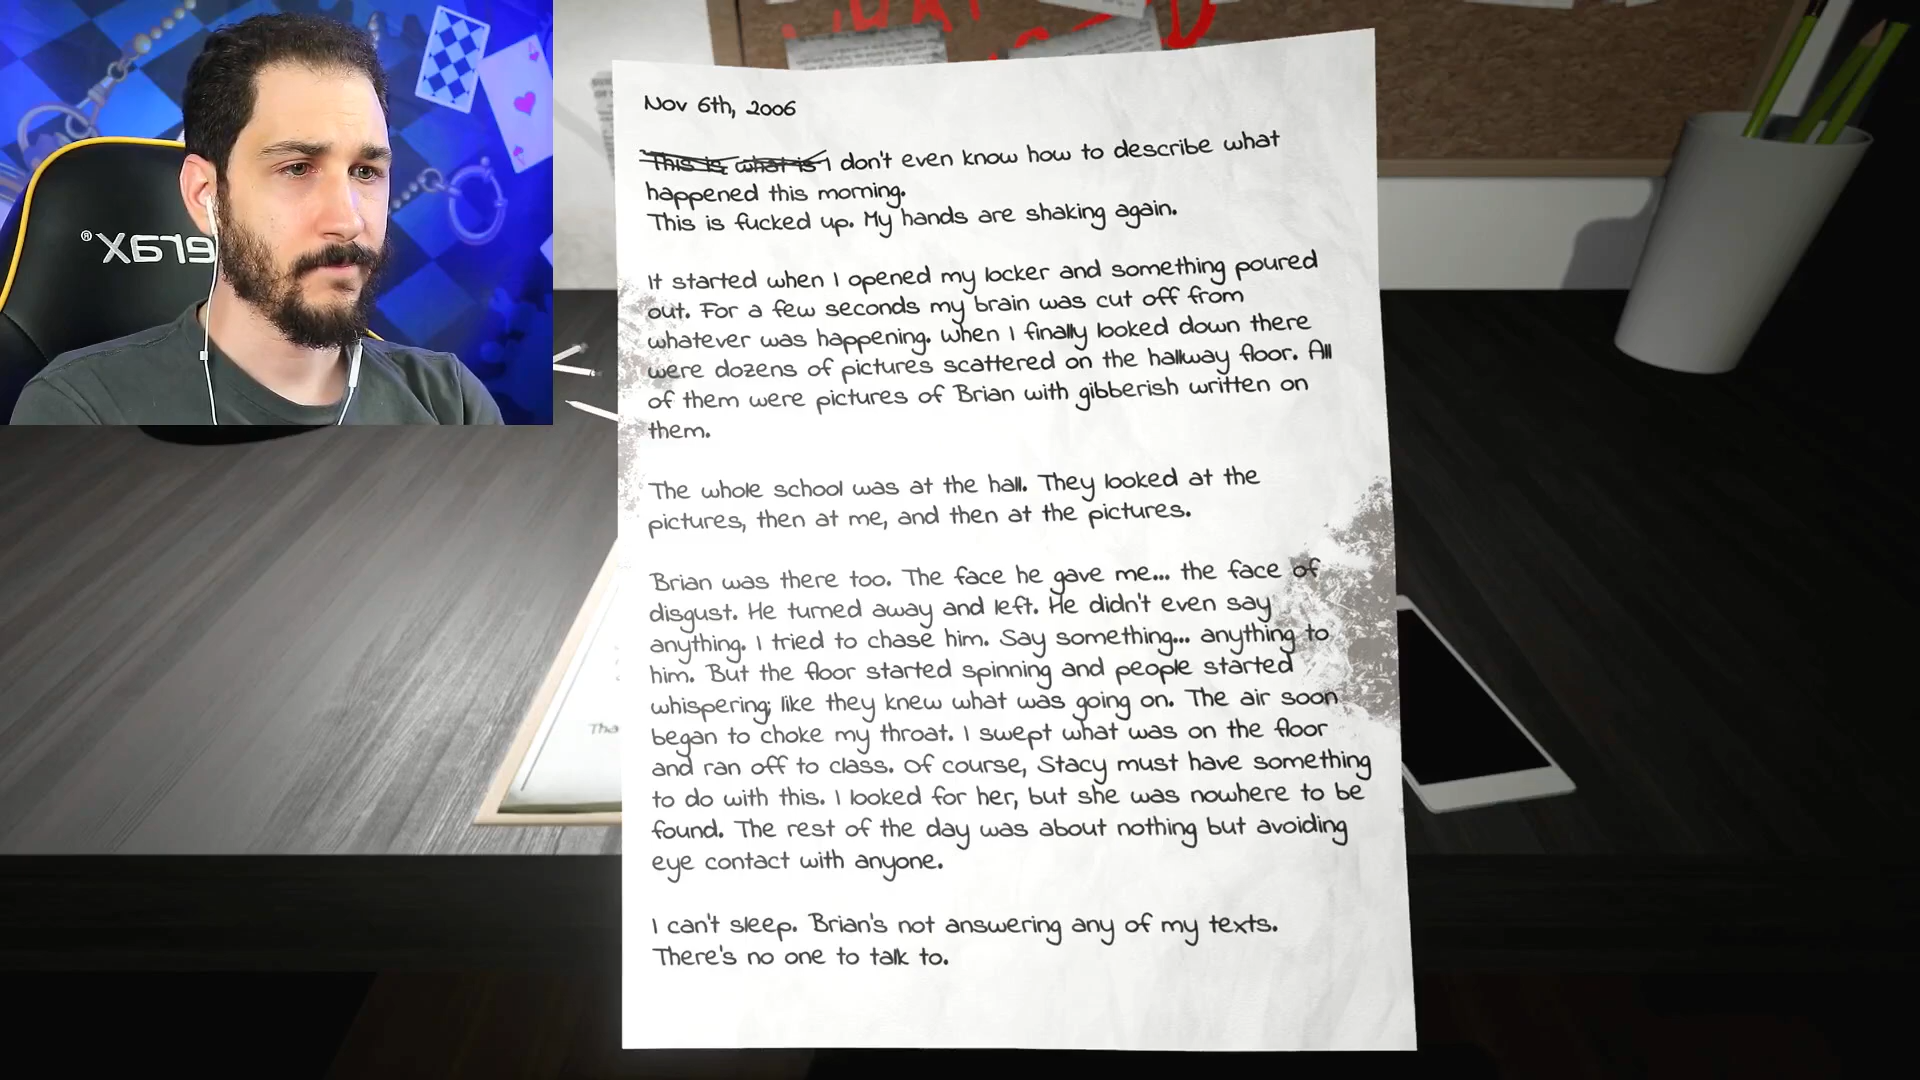 Nov 6th, 2006
This is what is I don't even know how to describe what
happened this morning.
This is fucked up. My hands are shaking again.
It started when I opened my locker and something poured
out. For a few seconds my brain was cut off from
whatever was happening. When I finally looked down there
were dozens of pictures scattered on the hallway floor. All
of them were pictures of Brian with gibberish written on
them.
The whole school was at the hall. They looked at the
pictures, then at me, and then at the pictures.
Brian was there too. The face he gave me... the face of
disgust. He turned away and left. He didn't even say
anything. I tried to chase him. Say something... anything to
him. But the floor started spinning and people started
whispering; like they knew what was going on. The air soon
began to choke my throat. I swept what was on the floor
and ran off to class. Of course, Stacy must have something
to do with this. I looked for her, but she was nowhere to be
found. The rest of the day was about nothing but avoiding
eye contact with anyone.
I can't sleep. Brian's not answering any of my texts.
There's no one to talk to.
Tha
erax®